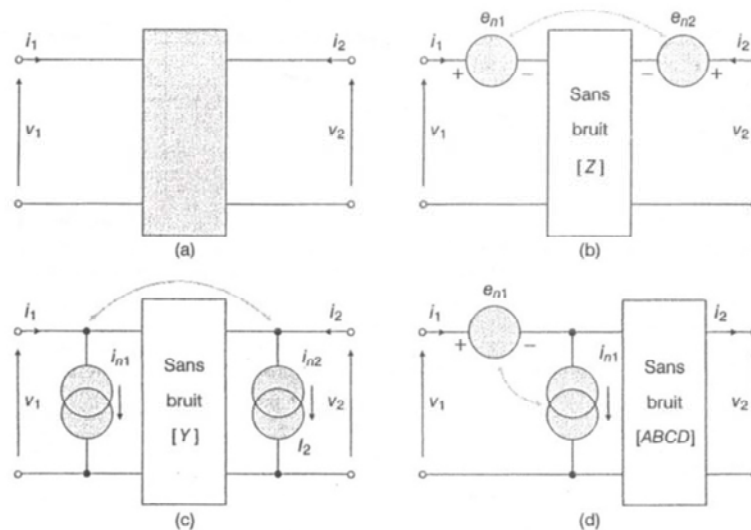 i₁
i₂
v₁
v₂
(a)
eₙ₁
eₙ₂
i₁
i₂
+
−
−
+
v₁
v₂
Sans
bruit
[Z]
(b)
i₁
i₂
iₙ₁
iₙ₂
v₁
v₂
Sans
bruit
[Y]
I₂
(c)
eₙ₁
i₁
i₂
+
−
iₙ₁
v₁
v₂
Sans
bruit
[ABCD]
(d)